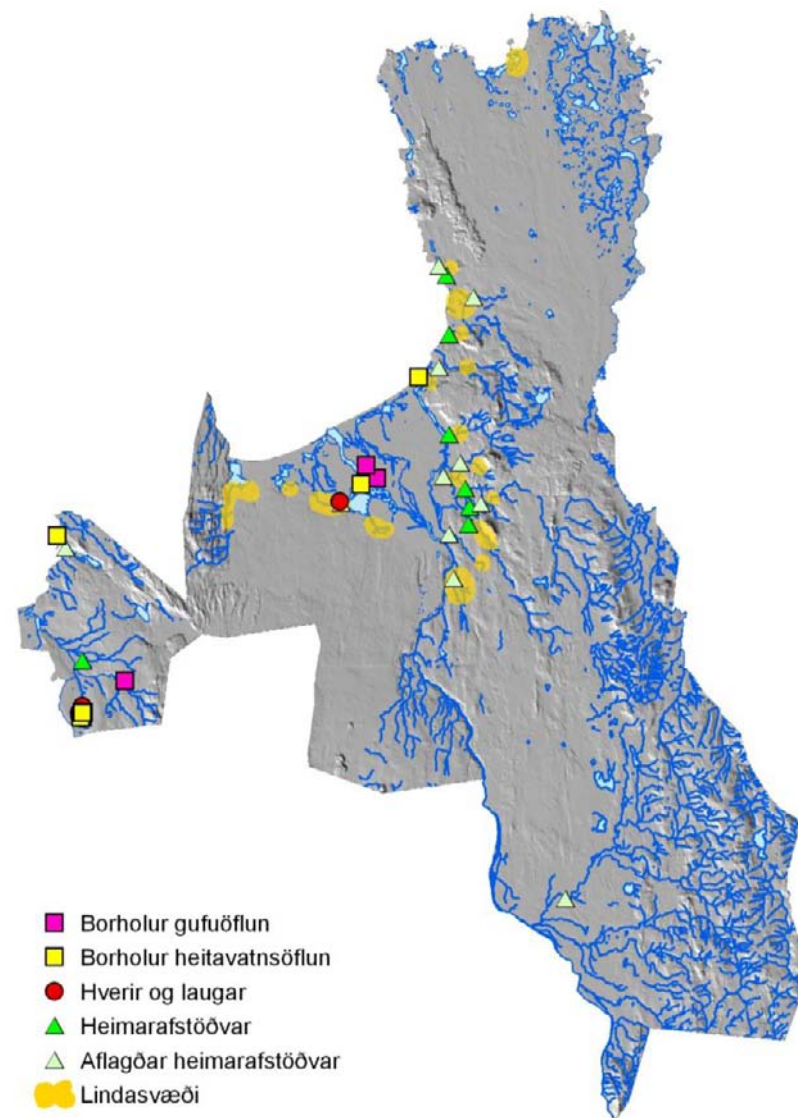 Borholur gufuöflun
Borholur heitavatnsöflun
Hverir og laugar
Heimarafstöðvar
Aflagðar heimarafstöðvar
Lindasvæði